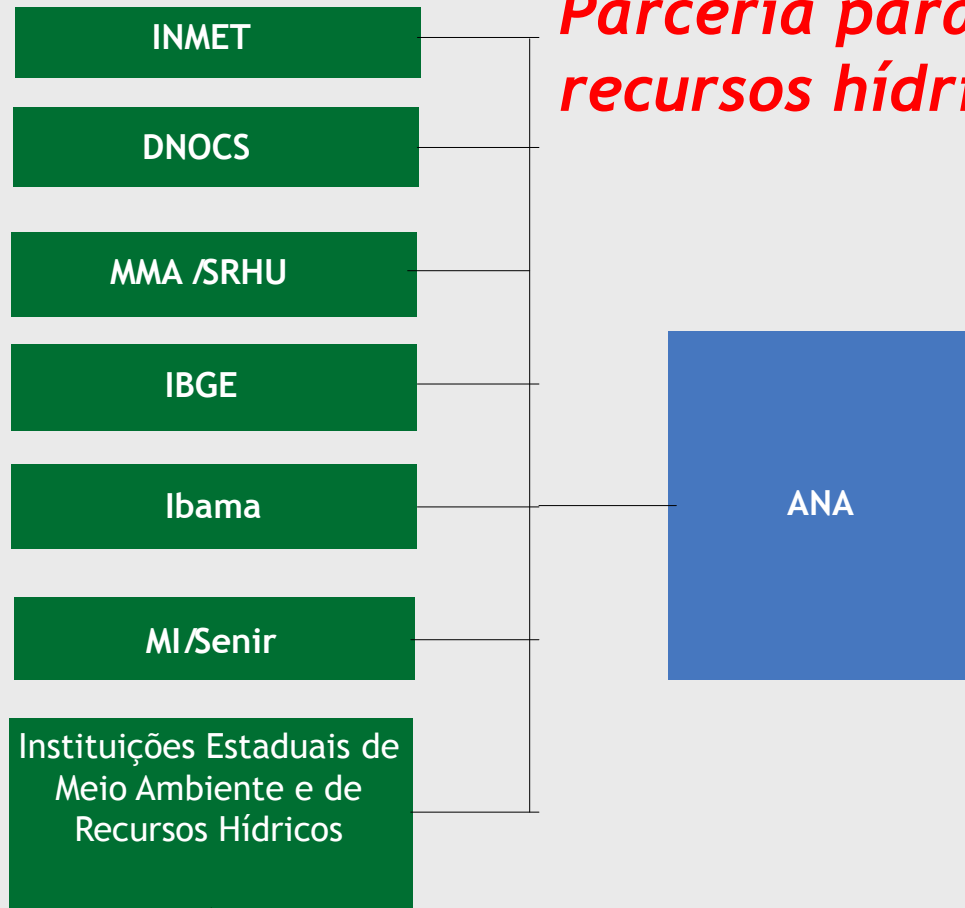 Parceria para
recursos hídri
INMET
DNOCS
MMA /SRHU
IBGE
Ibama
MI/Senir
Instituições Estaduais de
Meio Ambiente e de
Recursos Hídricos
ANA